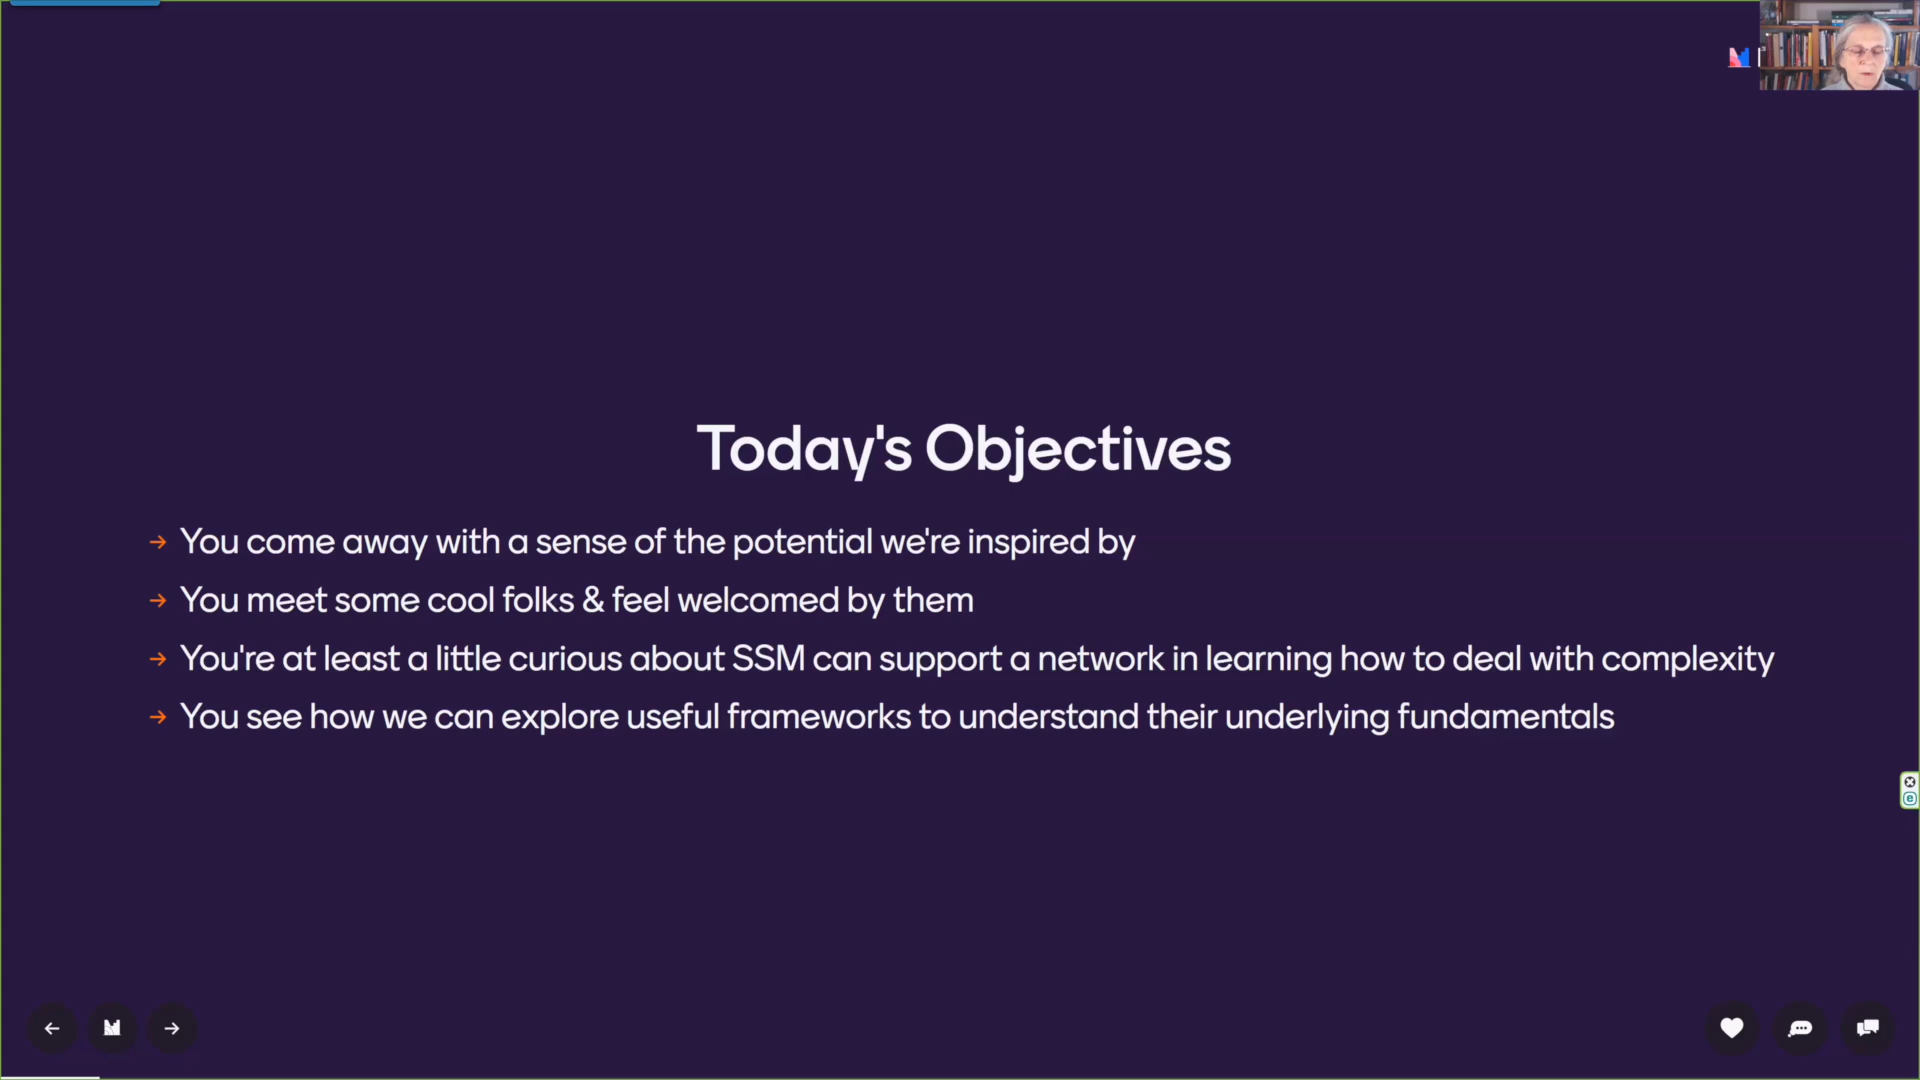 Today's Objectives
→ You come away with a sense of the potential we're inspired by
→ You meet some cool folks & feel welcomed by them
→ You're at least a little curious about SSM can support a network in learning how to deal with complexity
→ You see how we can explore useful frameworks to understand their underlying fundamentals